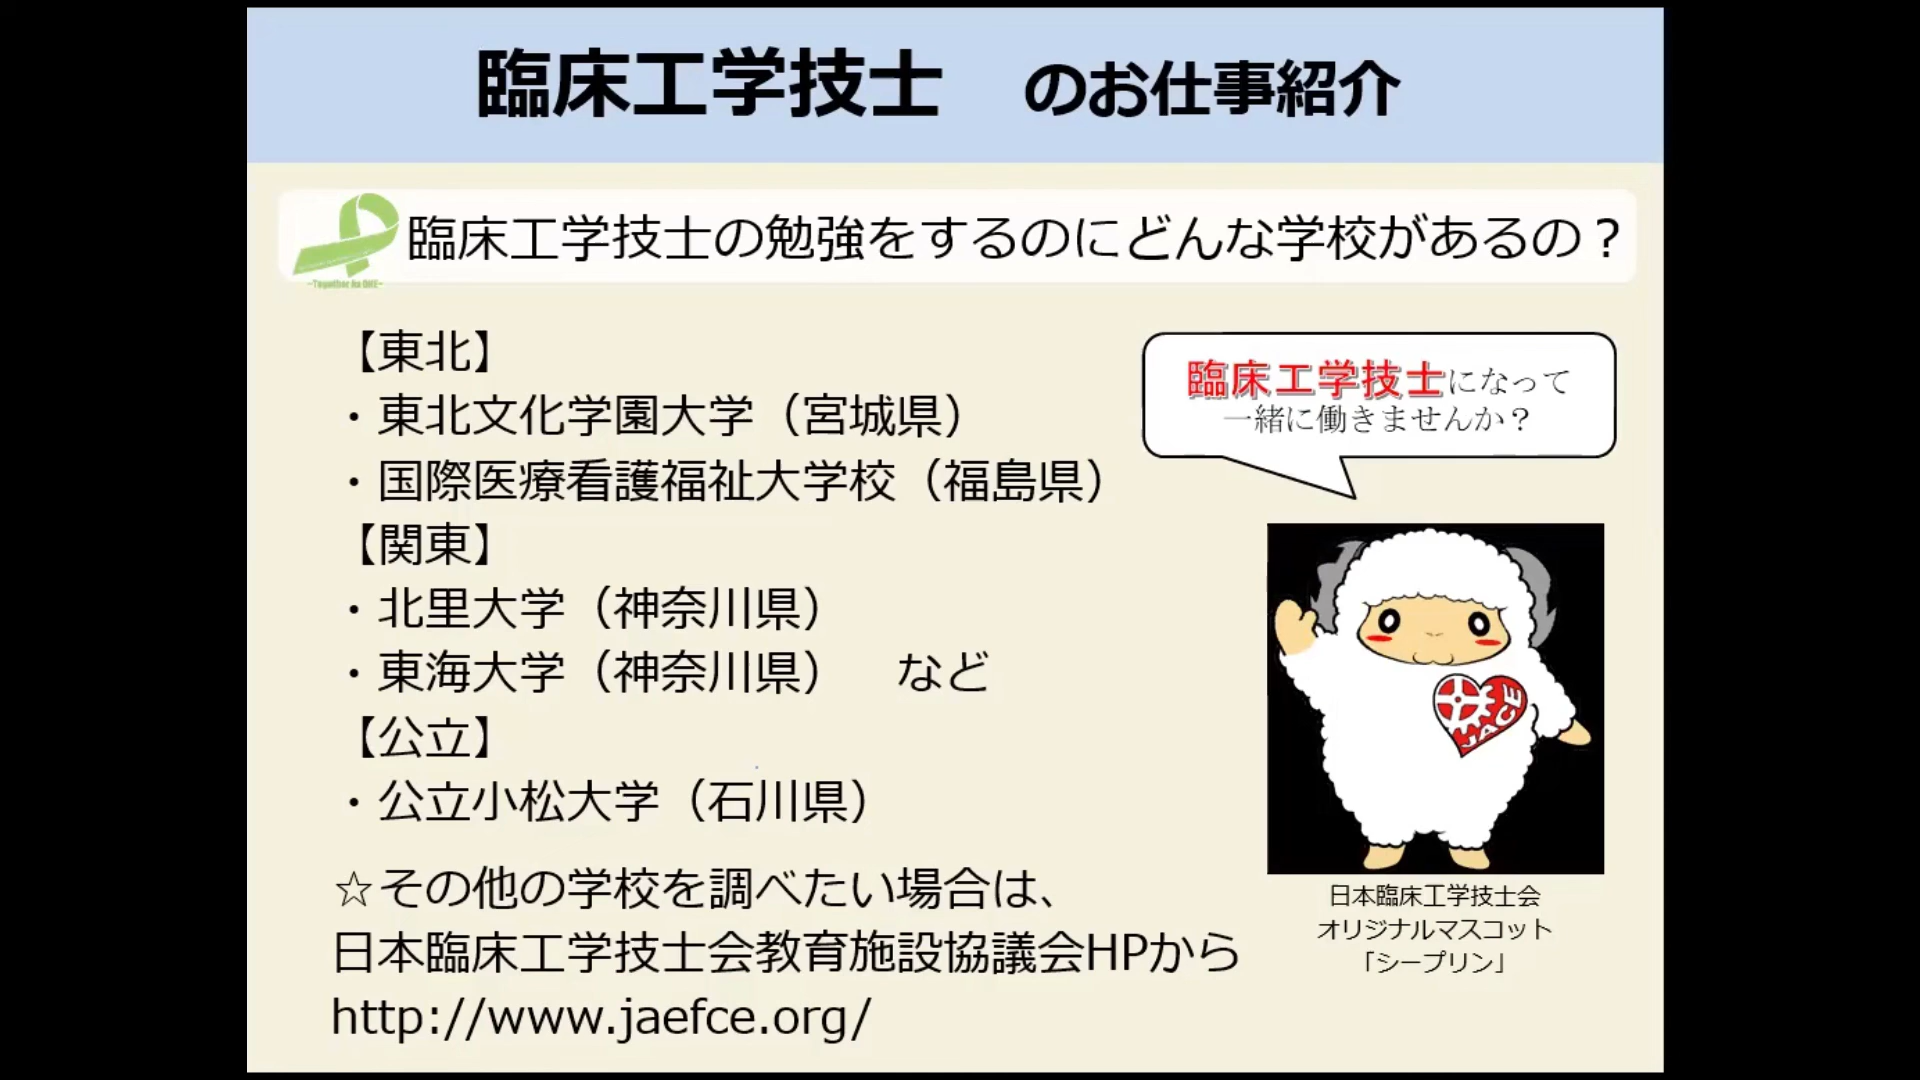 臨床工学技士　のお仕事紹介
臨床工学技士の勉強をするのにどんな学校があるの？
~Together As ONE~
【東北】
・東北文化学園大学（宮城県）
・国際医療看護福祉大学校（福島県）
【関東】
・北里大学（神奈川県）
・東海大学（神奈川県）　など
【公立】
・公立小松大学（石川県）
☆その他の学校を調べたい場合は、
日本臨床工学技士会教育施設協議会HPから
http://www.jaefce.org/
臨床工学技士になって
一緒に働きませんか？
JACE
日本臨床工学技士会
オリジナルマスコット
「シープリン」